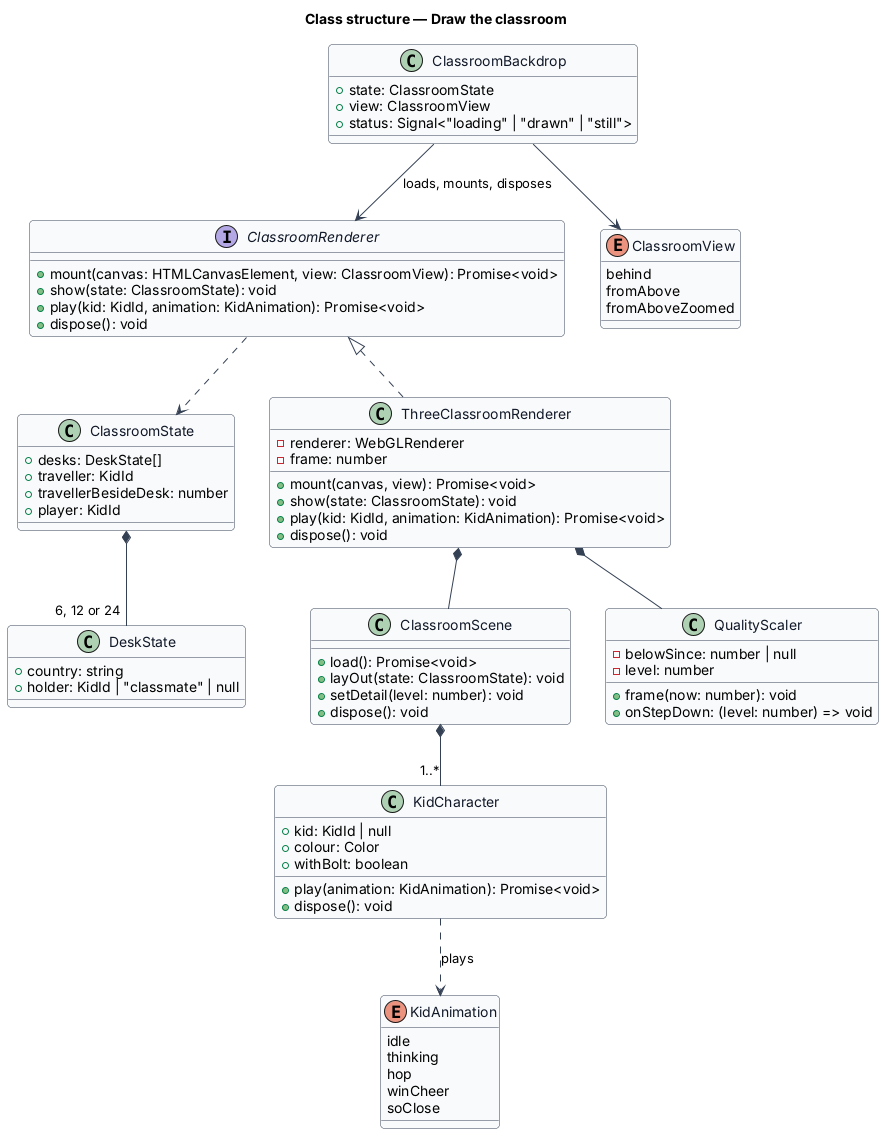 Class structure — Draw the classroom
C ClassroomBackdrop
state: ClassroomState
view: ClassroomView
status: Signal<"loading" | "drawn" | "still">
loads, mounts, disposes
I ClassroomRenderer
mount(canvas: HTMLCanvasElement, view: ClassroomView): Promise<void>
show(state: ClassroomState): void
play(kid: KidId, animation: KidAnimation): Promise<void>
dispose(): void
E ClassroomView
behind
fromAbove
fromAboveZoomed
C ClassroomState
desks: DeskState[]
traveller: KidId
travellerBesideDesk: number
player: KidId
C ThreeClassroomRenderer
renderer: WebGLRenderer
frame: number
mount(canvas, view): Promise<void>
show(state: ClassroomState): void
play(kid: KidId, animation: KidAnimation): Promise<void>
dispose(): void
6, 12 or 24
C DeskState
country: string
holder: KidId | "classmate" | null
C ClassroomScene
load(): Promise<void>
layOut(state: ClassroomState): void
setDetail(level: number): void
dispose(): void
C QualityScaler
belowSince: number | null
level: number
frame(now: number): void
onStepDown: (level: number) => void
1..*
C KidCharacter
kid: KidId | null
colour: Color
withBolt: boolean
play(animation: KidAnimation): Promise<void>
dispose(): void
plays
E KidAnimation
idle
thinking
hop
winCheer
soClose